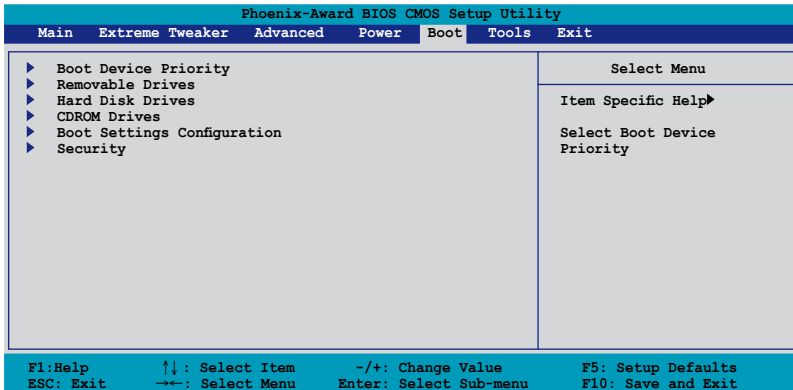 Phoenix-Award BIOS CMOS Setup Utility
Main Extreme Tweaker Advanced Power Boot Tools Exit
Boot Device Priority
Removable Drives
Hard Disk Drives
CDROM Drives
Boot Settings Configuration
Security
Select Menu
Item Specific Help
Select Boot Device
Priority
F1:Help ↑↓ : Select Item -/+: Change Value F5: Setup Defaults
ESC: Exit →←: Select Menu Enter: Select Sub-menu F10: Save and Exit